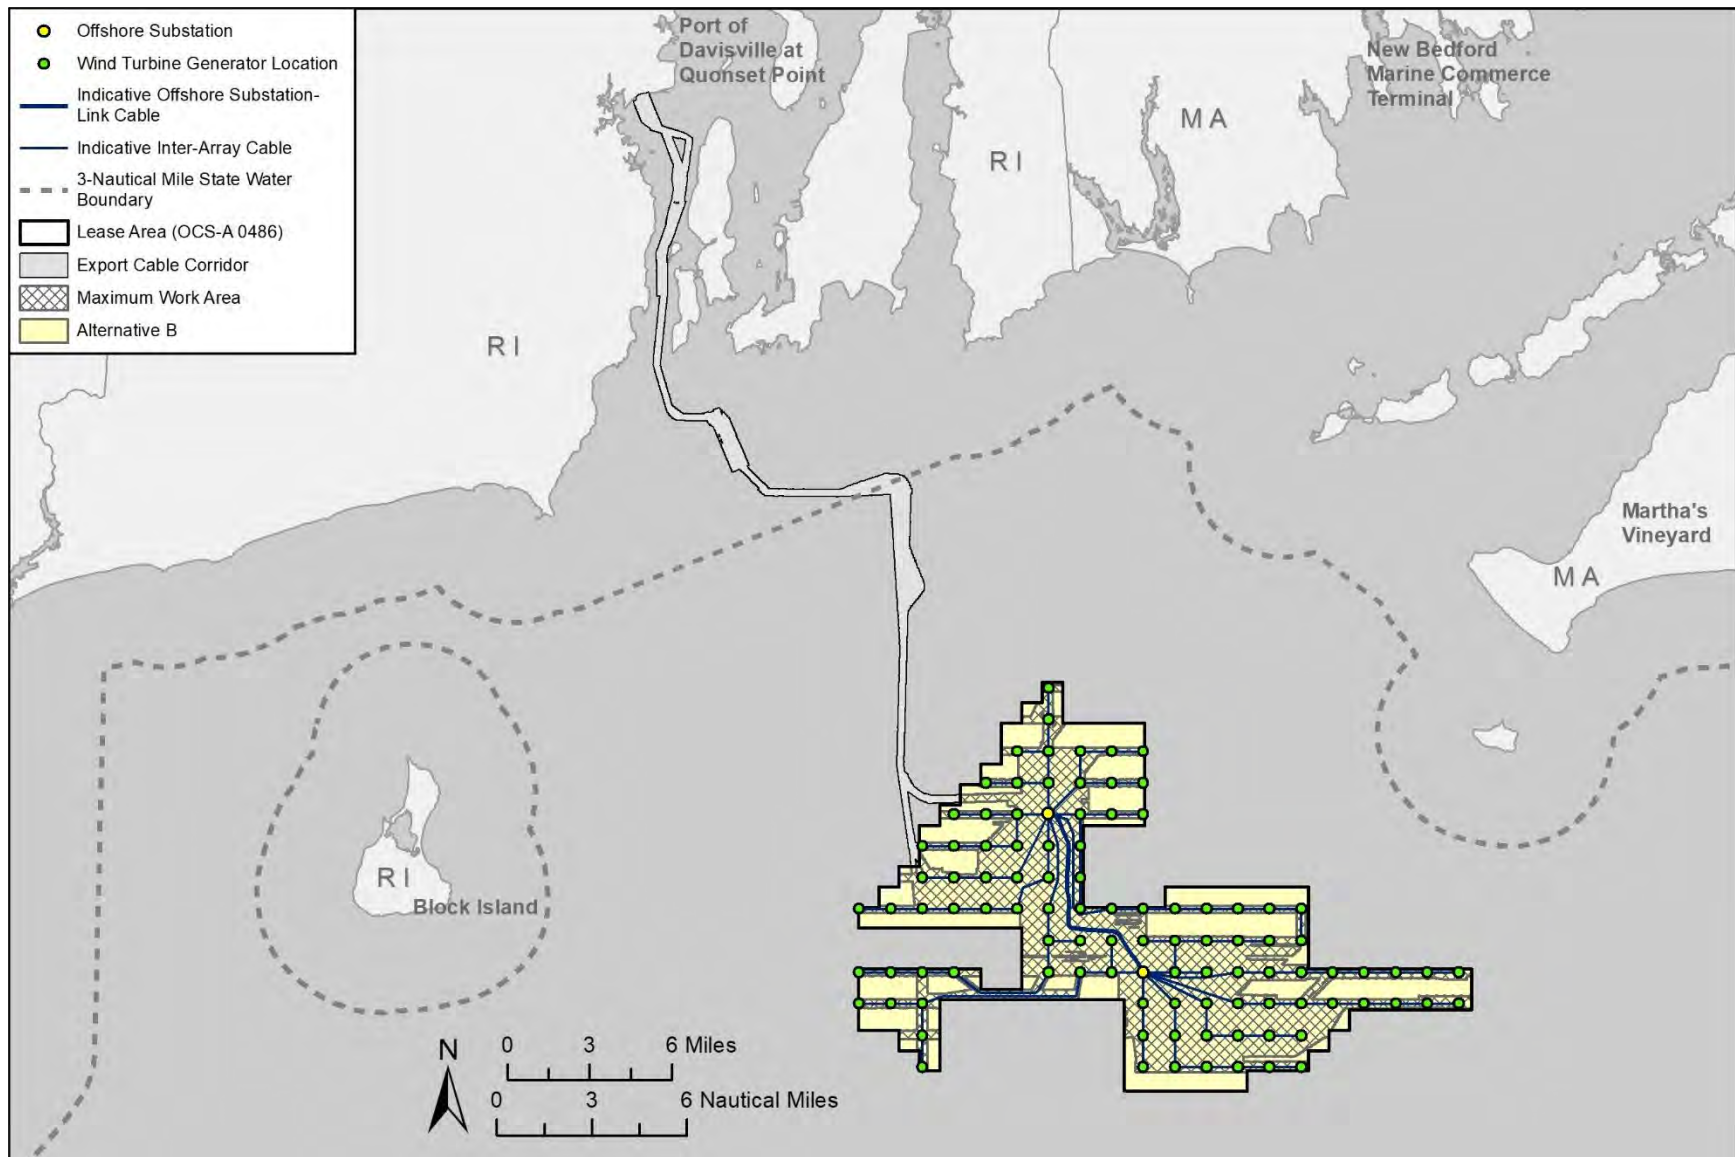 Offshore Substation
Wind Turbine Generator Location
Indicative Offshore Substation-
Link Cable
Indicative Inter-Array Cable
3-Nautical Mile State Water
Boundary
Lease Area (OCS-A 0486)
Export Cable Corridor
Maximum Work Area
Alternative B
Port of
Davisville at
Quonset Point
New Bedford
Marine Commerce
Terminal
MA
RI
RI
Martha's
Vineyard
MA
RI
Block Island
N
0 3 6 Miles
0 3 6 Nautical Miles